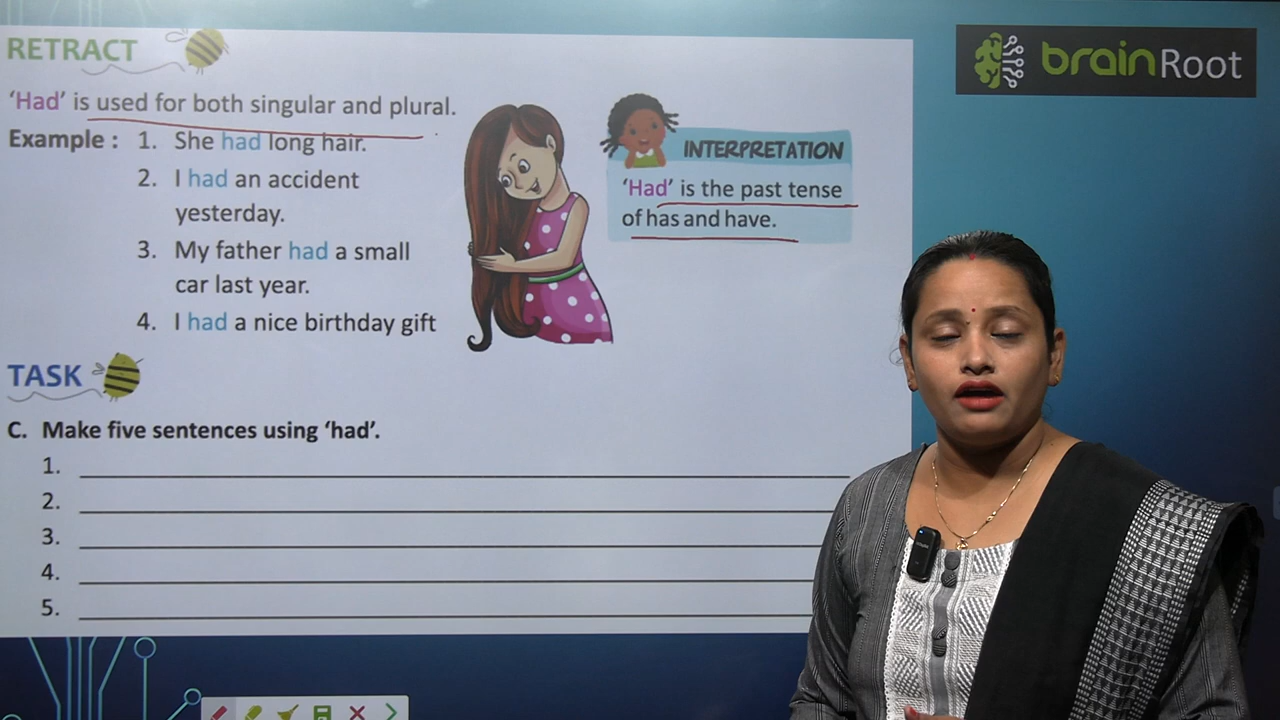 RETRACT
'Had' is used for both singular and plural.
Example : 1. She had long hair.
2. I had an accident
yesterday.
3. My father had a small
car last year.
4. I had a nice birthday gift
INTERPRETATION
'Had' is the past tense
of has and have.
TASK
C. Make five sentences using 'had'.
1.
2.
3.
4.
5.
brainRoot